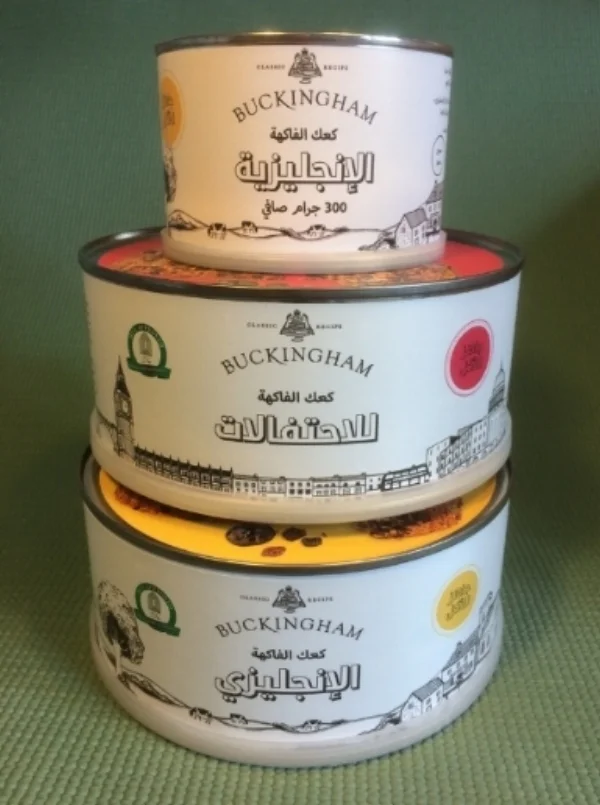 CLASSIC RECIPE
BUCKINGHAM
كعك الفاكهة
الإنجليزية
300 جرام صافي
CLASSIC RECIPE
BUCKINGHAM
كعك الفاكهة
للاحتفالات
CLASSIC RECIPE
BUCKINGHAM
كعك الفاكهة
الإنجليزي